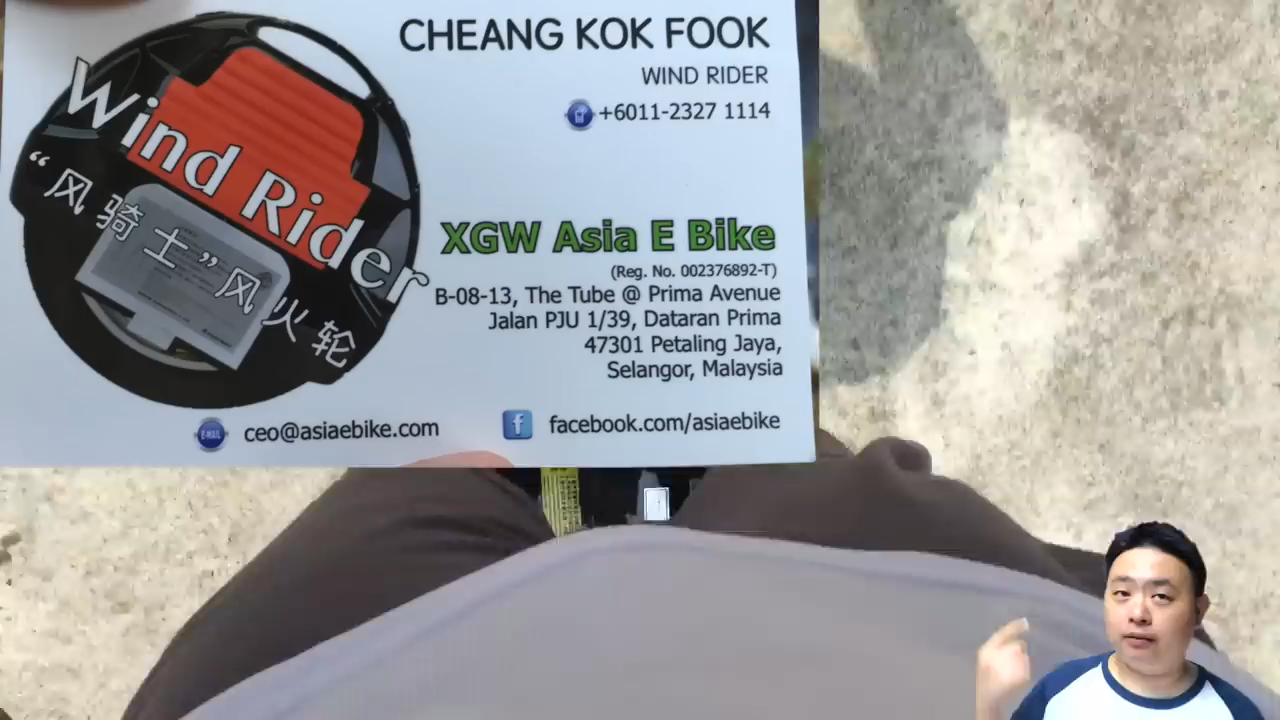 Wind Rider
“风骑士”风火轮
CHEANG KOK FOOK
WIND RIDER
+6011-2327 1114
XGW Asia E Bike
(Reg. No. 002376892-T)
B-08-13, The Tube @ Prima Avenue
Jalan PJU 1/39, Dataran Prima
47301 Petaling Jaya,
Selangor, Malaysia
E-MAIL ceo@asiaebike.com
f facebook.com/asiaebike